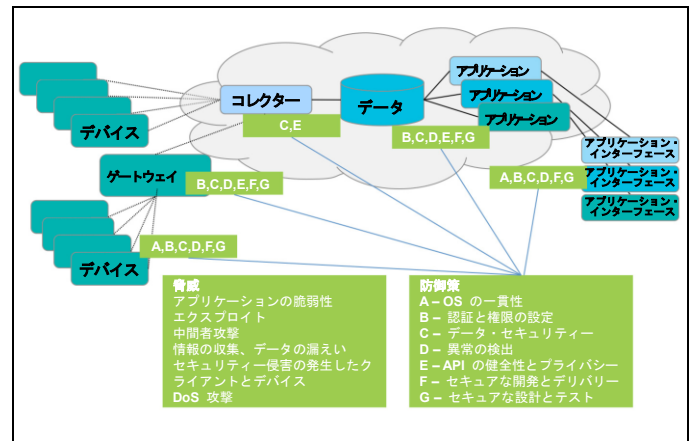 アプリケーション
コレクター
データ
アプリケーション
アプリケーション
デバイス
C,E
B,C,D,E,F,G
アプリケーション・
インターフェース
ゲートウェイ
B,C,D,E,F,G
A,B,C,D,F,G
アプリケーション・
インターフェース
アプリケーション・
インターフェース
A,B,C,D,F,G
デバイス
脅威
アプリケーションの脆弱性
エクスプロイト
中間者攻撃
情報の収集、データの漏えい
セキュリティー侵害の発生したク
ライアントとデバイス
DoS 攻撃
防御策
A – OS の一貫性
B – 認証と権限の設定
C – データ・セキュリティー
D – 異常の検出
E – API の健全性とプライバシー
F – セキュアな開発とデリバリー
G – セキュアな設計とテスト